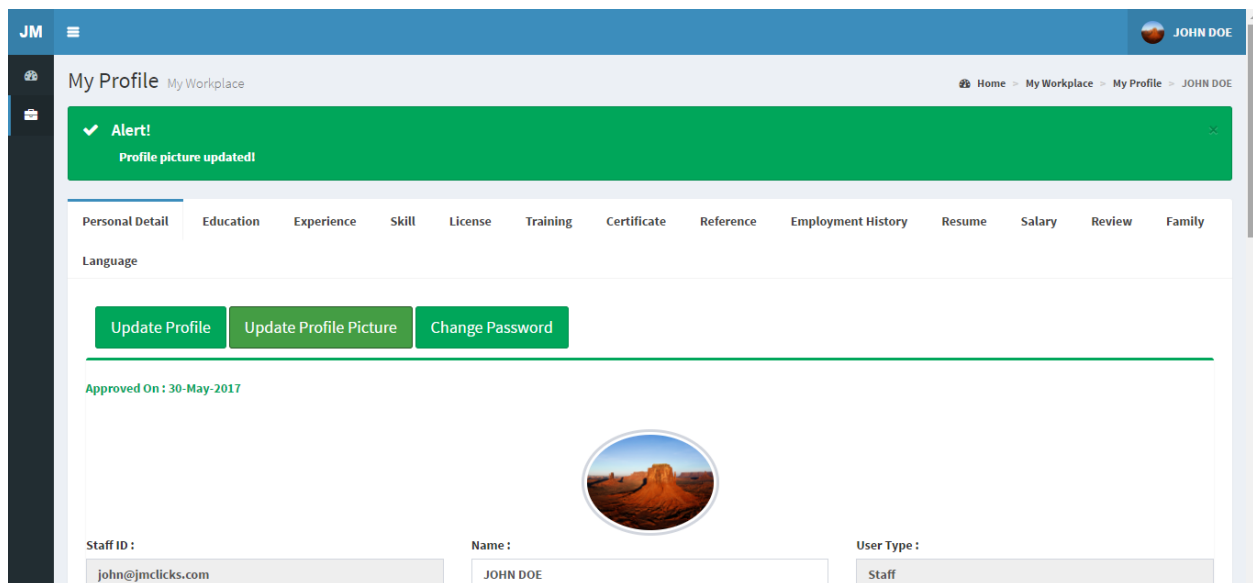 JM JOHN DOE
My Profile My Workplace Home > My Workplace > My Profile > JOHN DOE
Alert! ×
Profile picture updated!
Personal Detail Education Experience Skill License Training Certificate Reference Employment History Resume Salary Review Family
Language
Update Profile Update Profile Picture Change Password
Approved On : 30-May-2017
Staff ID : Name : User Type :
john@jmclicks.com JOHN DOE Staff